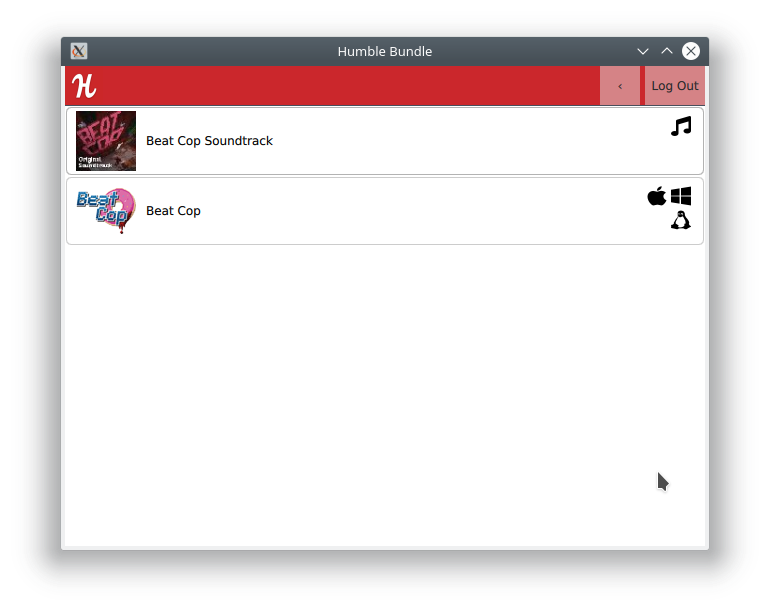 Humble Bundle
H
‹
Log Out
BEAT
COP
Original
Soundtrack
Beat Cop Soundtrack
Beat
Cop
Beat Cop